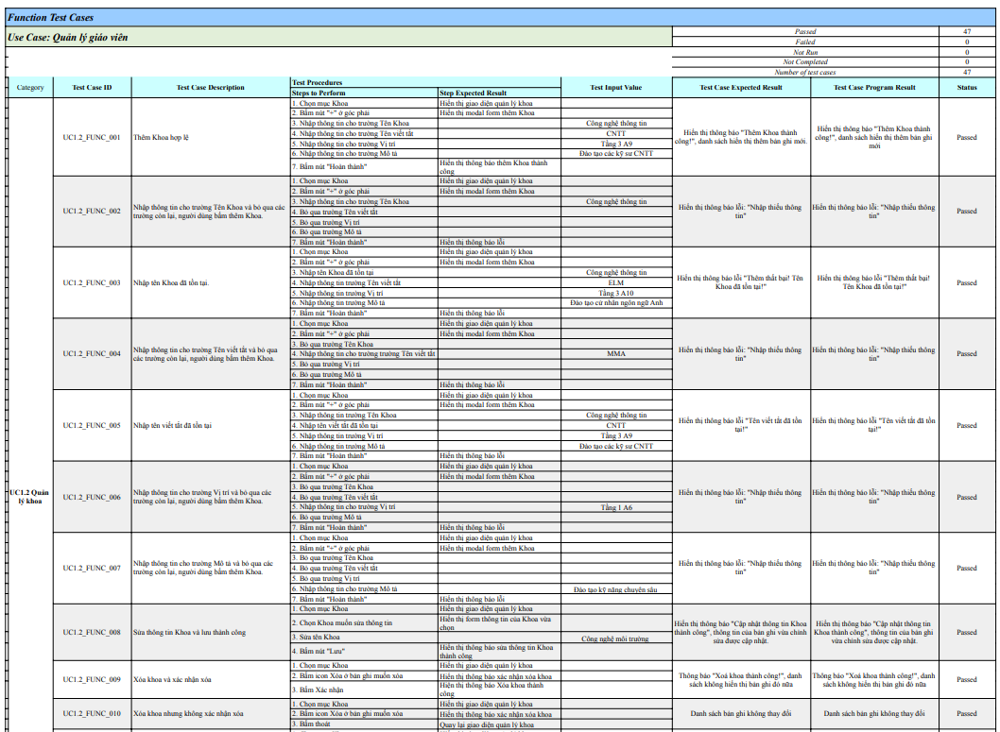 Function Test Cases
Use Case: Quản lý giáo viên
Passed 47
Failed 0
Not Run 0
Not Completed 0
Number of test cases 47
Category Test Case ID Test Case Description Test Procedures Test Input Value Test Case Expected Result Test Case Program Result Status
Steps to Perform Step Expected Result
UC1.2 Quản lý khoa
UC1.2_FUNC_001 Thêm Khoa hợp lệ
1. Chọn mục Khoa Hiển thị giao diện quản lý khoa
2. Bấm nút "+" ở góc phải Hiển thị modal form thêm Khoa
3. Nhập thông tin cho trường Tên Khoa Công nghệ thông tin
4. Nhập thông tin cho trường Tên viết tắt CNTT
5. Nhập thông tin cho trường Vị trí Tầng 3 A9
6. Nhập thông tin cho trường Mô tả Đào tạo các kỹ sư CNTT
7. Bấm nút "Hoàn thành" Hiển thị thông báo thêm Khoa thành công
Hiển thị thông báo "Thêm Khoa thành công!", danh sách hiển thị thêm bản ghi mới.
Hiển thị thông báo "Thêm Khoa thành công!", danh sách hiển thị thêm bản ghi mới
Passed
UC1.2_FUNC_002 Nhập thông tin cho trường Tên Khoa và bỏ qua các trường còn lại, người dùng bấm thêm Khoa.
1. Chọn mục Khoa Hiển thị giao diện quản lý khoa
2. Bấm nút "+" ở góc phải Hiển thị modal form thêm Khoa
3. Nhập thông tin cho trường Tên Khoa Công nghệ thông tin
4. Bỏ qua trường Tên viết tắt
5. Bỏ qua trường Vị trí
6. Bỏ qua trường Mô tả
7. Bấm nút "Hoàn thành" Hiển thị thông báo lỗi
Hiển thị thông báo lỗi: "Nhập thiếu thông tin"
Hiển thị thông báo lỗi: "Nhập thiếu thông tin"
Passed
UC1.2_FUNC_003 Nhập tên Khoa đã tồn tại.
1. Chọn mục Khoa Hiển thị giao diện quản lý khoa
2. Bấm nút "+" ở góc phải Hiển thị modal form thêm Khoa
3. Nhập tên Khoa đã tồn tại Công nghệ thông tin
4. Nhập thông tin trường Tên viết tắt ELM
5. Nhập thông tin trường Vị trí Tầng 3 A10
6. Nhập thông tin trường Mô tả Đào tạo cử nhân ngôn ngữ Anh
7. Bấm nút "Hoàn thành" Hiển thị thông báo lỗi
Hiển thị thông báo lỗi "Thêm thất bại! Tên Khoa đã tồn tại!"
Hiển thị thông báo lỗi "Thêm thất bại! Tên Khoa đã tồn tại!"
Passed
UC1.2_FUNC_004 Nhập thông tin cho trường Tên viết tắt và bỏ qua các trường còn lại, người dùng bấm thêm Khoa.
1. Chọn mục Khoa Hiển thị giao diện quản lý khoa
2. Bấm nút "+" ở góc phải Hiển thị modal form thêm Khoa
3. Bỏ qua trường Tên Khoa
4. Nhập thông tin cho trường trường Tên viết tắt MMA
5. Bỏ qua trường Vị trí
6. Bỏ qua trường Mô tả
7. Bấm nút "Hoàn thành" Hiển thị thông báo lỗi
Hiển thị thông báo lỗi: "Nhập thiếu thông tin"
Hiển thị thông báo lỗi: "Nhập thiếu thông tin"
Passed
UC1.2_FUNC_005 Nhập tên viết tắt đã tồn tại
1. Chọn mục Khoa Hiển thị giao diện quản lý khoa
2. Bấm nút "+" ở góc phải Hiển thị modal form thêm Khoa
3. Nhập thông tin trường Tên Khoa Công nghệ thông tin
4. Nhập tên viết tắt đã tồn tại CNTT
5. Nhập thông tin trường Vị trí Tầng 3 A9
6. Nhập thông tin trường Mô tả Đào tạo các kỹ sư CNTT
7. Bấm nút "Hoàn thành" Hiển thị thông báo lỗi
Hiển thị thông báo lỗi "Tên viết tắt đã tồn tại!"
Hiển thị thông báo lỗi "Tên viết tắt đã tồn tại!"
Passed
UC1.2_FUNC_006 Nhập thông tin cho trường Vị trí và bỏ qua các trường còn lại, người dùng bấm thêm Khoa.
1. Chọn mục Khoa Hiển thị giao diện quản lý khoa
2. Bấm nút "+" ở góc phải Hiển thị modal form thêm Khoa
3. Bỏ qua trường Tên Khoa
4. Bỏ qua trường Tên viết tắt
5. Nhập thông tin cho trường Vị trí Tầng 1 A6
6. Bỏ qua trường Mô tả
7. Bấm nút "Hoàn thành" Hiển thị thông báo lỗi
Hiển thị thông báo lỗi: "Nhập thiếu thông tin"
Hiển thị thông báo lỗi: "Nhập thiếu thông tin"
Passed
UC1.2_FUNC_007 Nhập thông tin cho trường Mô tả và bỏ qua các trường còn lại, người dùng bấm thêm Khoa.
1. Chọn mục Khoa Hiển thị giao diện quản lý khoa
2. Bấm nút "+" ở góc phải Hiển thị modal form thêm Khoa
3. Bỏ qua trường Tên Khoa
4. Bỏ qua trường Tên viết tắt
5. Bỏ qua trường Vị trí
6. Nhập thông tin cho trường Mô tả Đào tạo kỹ năng chuyên sâu
7. Bấm nút "Hoàn thành" Hiển thị thông báo lỗi
Hiển thị thông báo lỗi: "Nhập thiếu thông tin"
Hiển thị thông báo lỗi: "Nhập thiếu thông tin"
Passed
UC1.2_FUNC_008 Sửa thông tin Khoa và lưu thành công
1. Chọn mục Khoa Hiển thị giao diện quản lý khoa
2. Chọn Khoa muốn sửa thông tin Hiển thị form thông tin của Khoa vừa chọn
3. Sửa tên Khoa Công nghệ môi trường
4. Bấm nút "Lưu" Hiển thị thông báo sửa thông tin Khoa thành công
Hiển thị thông báo "Cập nhật thông tin Khoa thành công", thông tin của bản ghi vừa chỉnh sửa được cập nhật.
Hiển thị thông báo "Cập nhật thông tin Khoa thành công", thông tin của bản ghi vừa chỉnh sửa được cập nhật.
Passed
UC1.2_FUNC_009 Xóa khoa và xác nhận xóa
1. Chọn mục Khoa Hiển thị giao diện quản lý khoa
2. Bấm icon Xóa ở bản ghi muốn xóa Hiển thị thông báo xác nhận xóa khoa
3. Bấm Xác nhận Hiển thị thông báo Xóa khoa thành công
Thông báo "Xoá khoa thành công!", danh sách không hiển thị bản ghi đó nữa
Thông báo "Xoá khoa thành công!", danh sách không hiển thị bản ghi đó nữa
Passed
UC1.2_FUNC_010 Xóa khoa nhưng không xác nhận xóa
1. Chọn mục Khoa Hiển thị giao diện quản lý khoa
2. Bấm icon Xóa ở bản ghi muốn xóa Hiển thị thông báo xác nhận xóa khoa
3. Bấm thoát Quay lại giao diện quản lý khoa
Danh sách bản ghi không thay đổi
Danh sách bản ghi không thay đổi
Passed